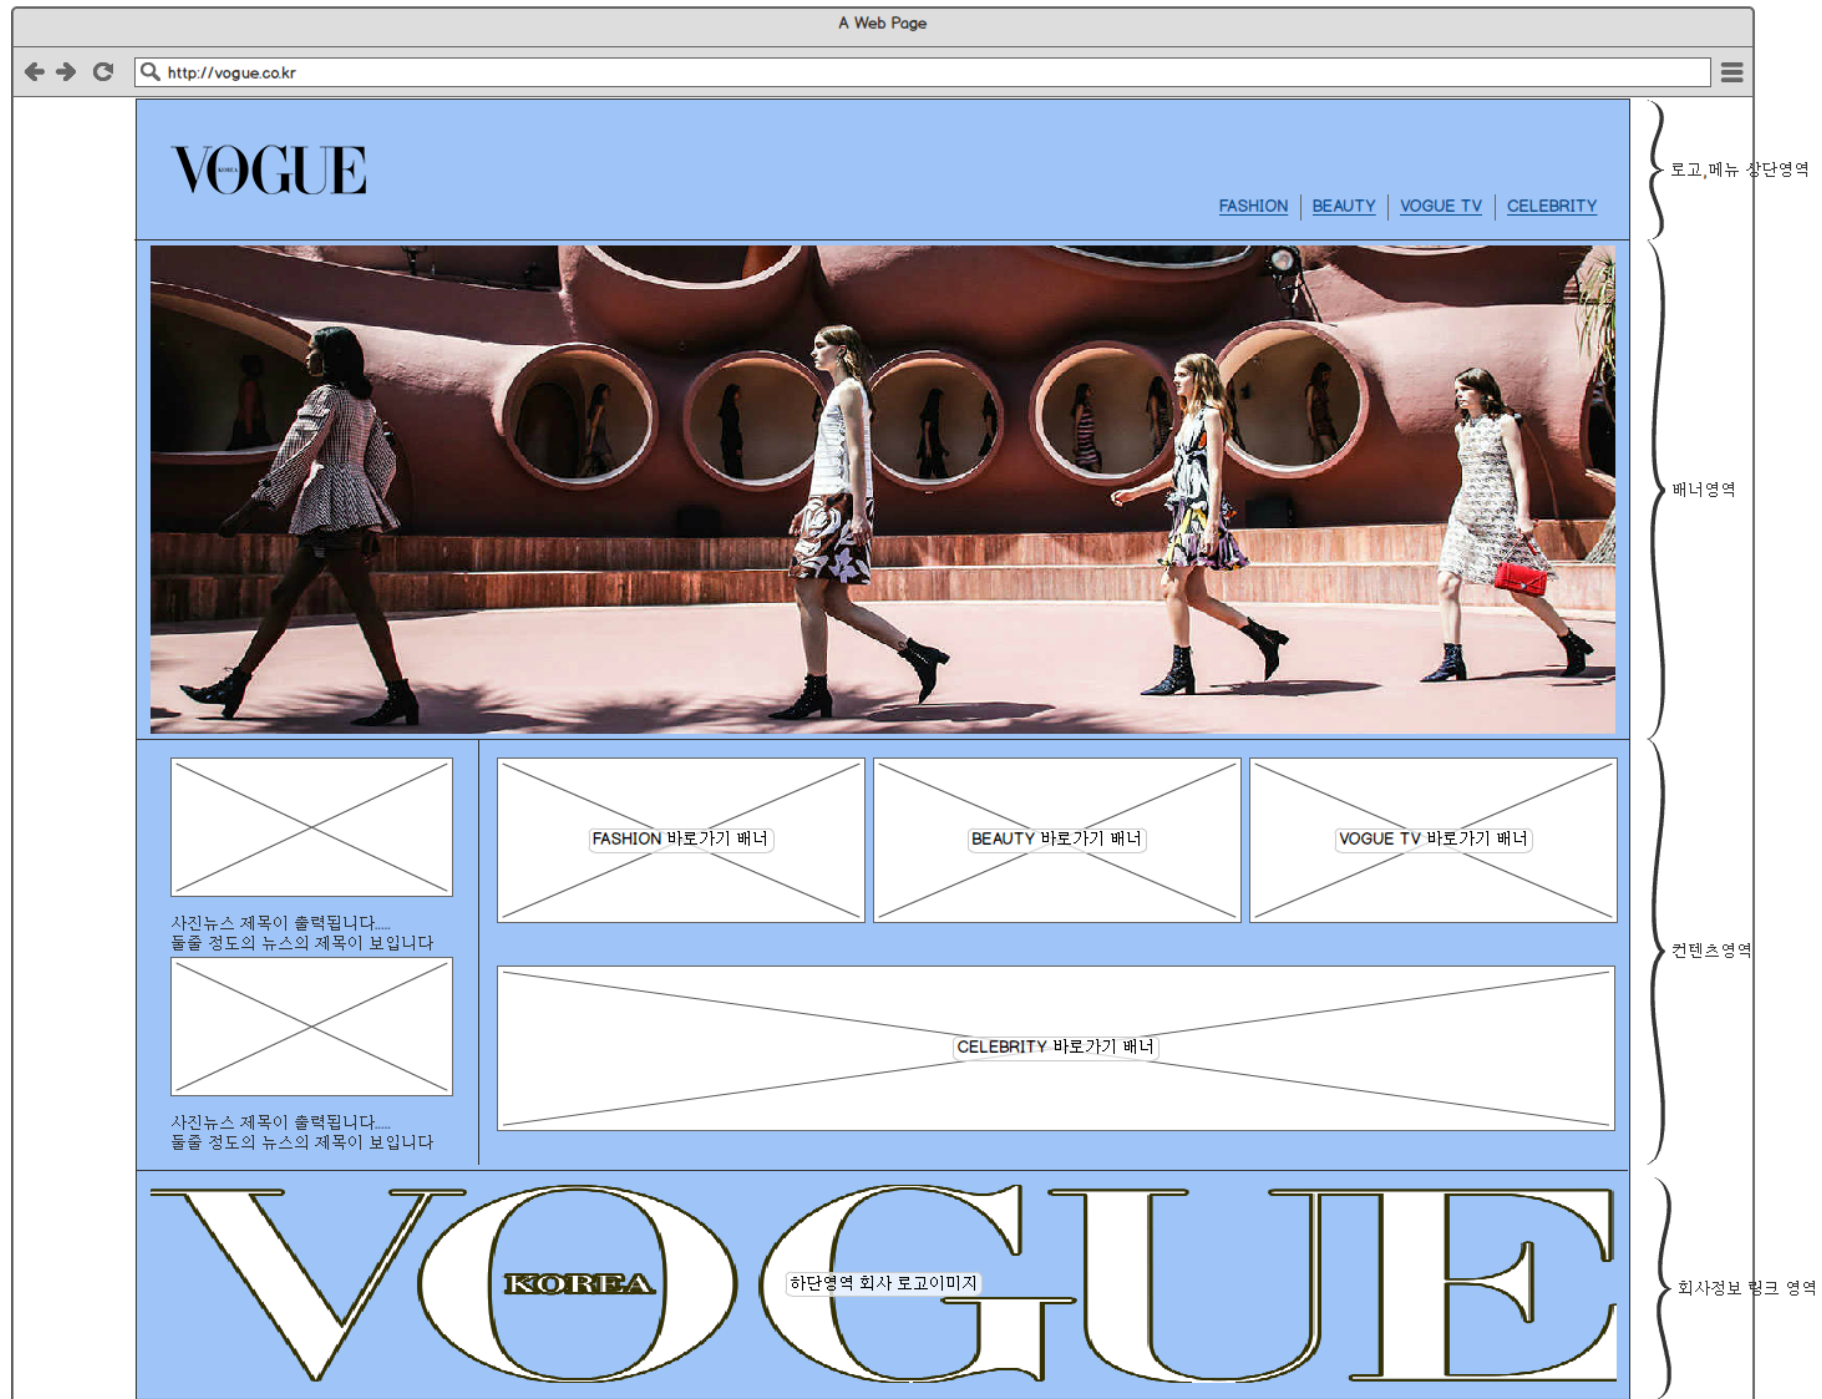 A Web Page
http://vogue.co.kr
VOGUE
KOREA
로고,메뉴 상단영역
FASHION
BEAUTY
VOGUE TV
CELEBRITY
배너영역
FASHION 바로가기 배너
BEAUTY 바로가기 배너
VOGUE TV 바로가기 배너
사진뉴스 제목이 출력됩니다.....
둘줄 정도의 뉴스의 제목이 보입니다
컨텐츠영역
CELEBRITY 바로가기 배너
사진뉴스 제목이 출력됩니다.....
둘줄 정도의 뉴스의 제목이 보입니다
VOGUE
KOREA
하단영역 회사 로고이미지
회사정보 링크 영역